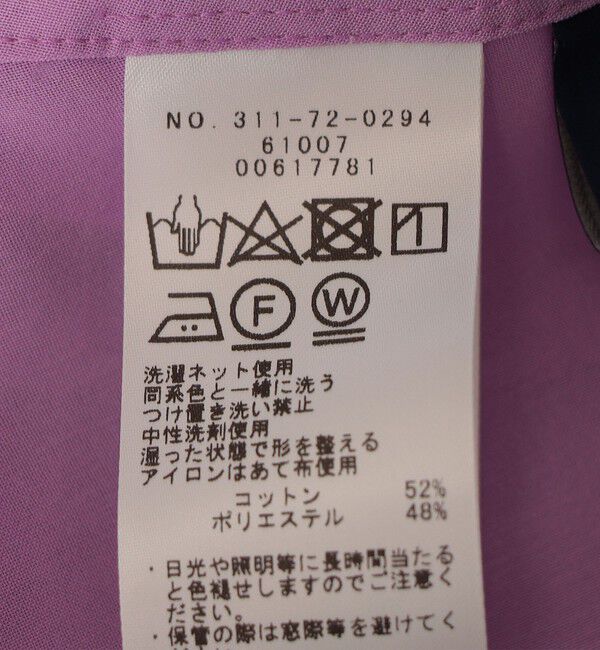 NO. 311-72-0294
61007
00617781
F
W
洗濯ネット使用
同系色と一緒に洗う
つけ置き洗い禁止
中性洗剤使用
湿った状態で形を整える
アイロンはあて布使用
コットン 52%
ポリエステル 48%
・日光や照明等に長時間当たる
と色褪せしますのでご注意く
ださい。
・保管の際は窓際等を避けてく